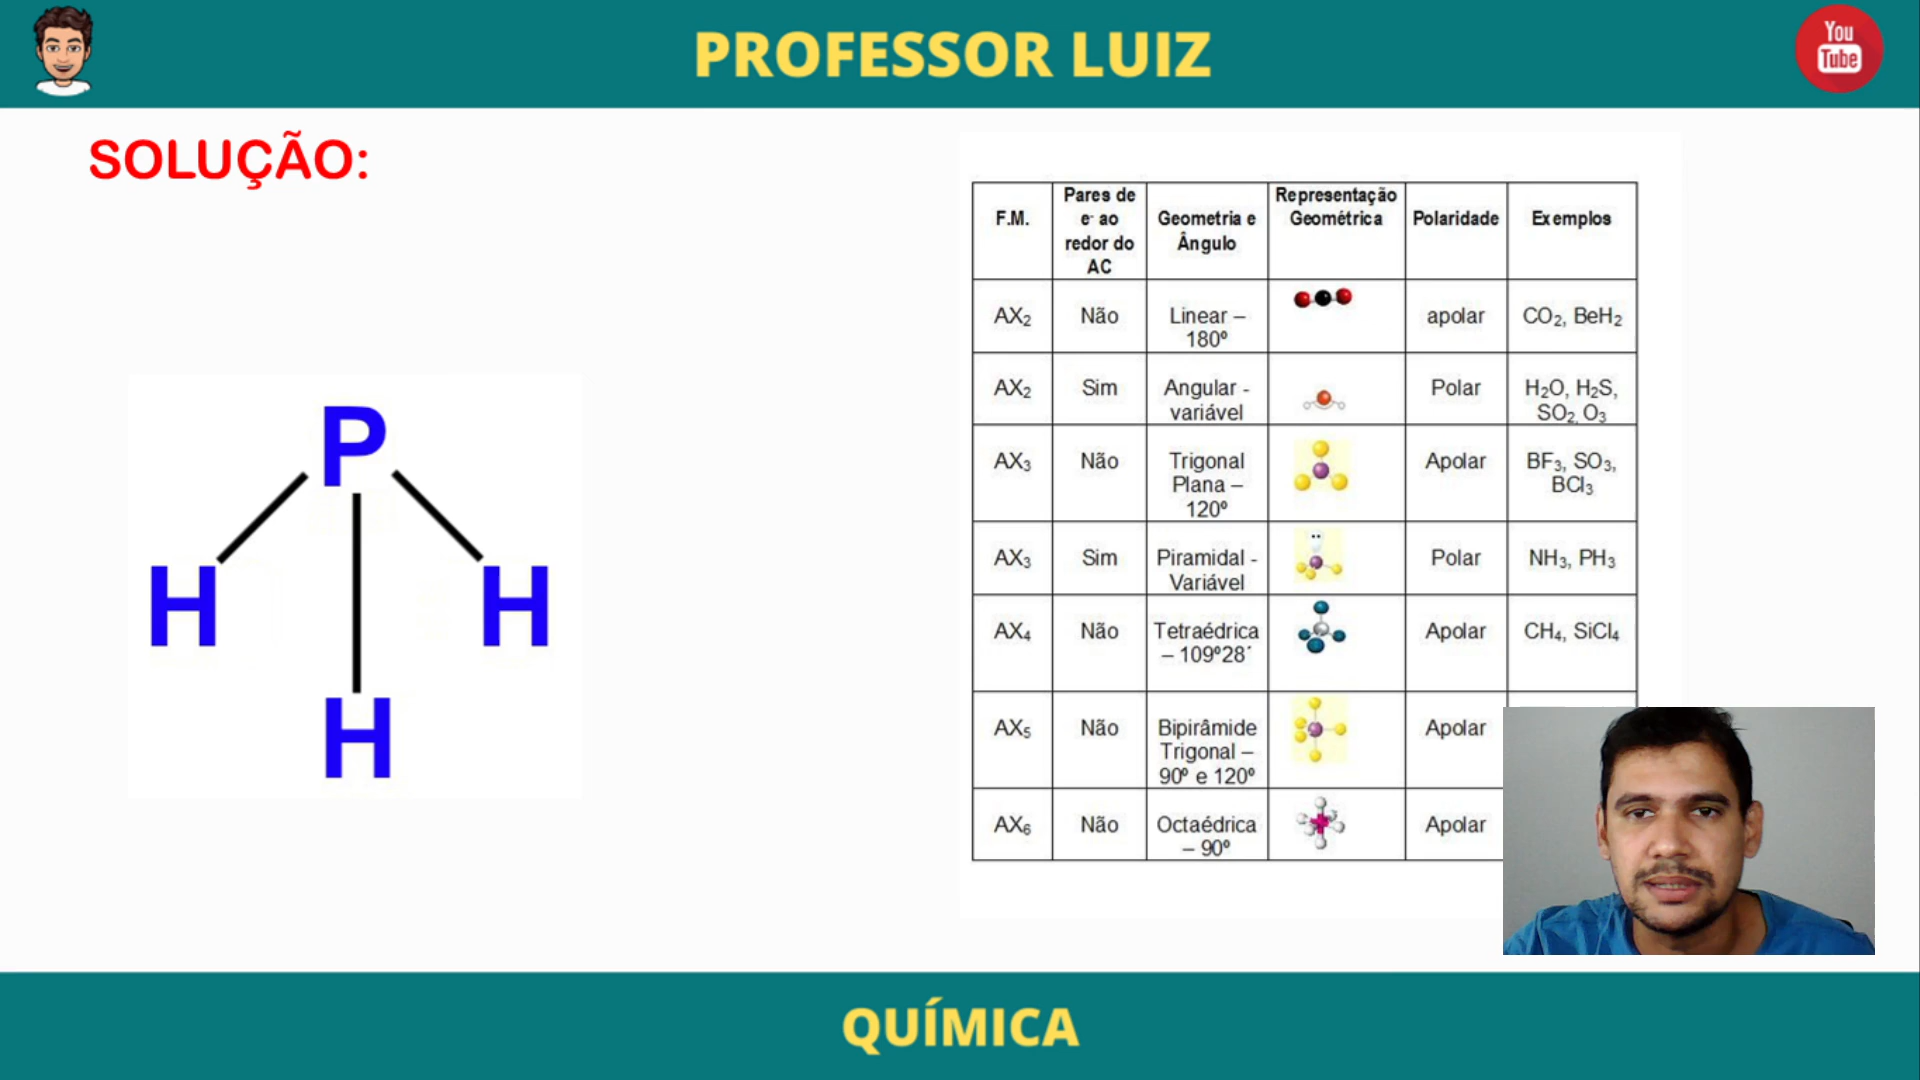 PROFESSOR LUIZ
You
Tube
SOLUÇÃO:
P
H H
H
F.M. Pares de e- ao redor do AC Geometria e Ângulo Representação Geométrica Polaridade Exemplos
AX₂ Não Linear – 180º apolar CO₂, BeH₂
AX₂ Sim Angular - variável Polar H₂O, H₂S, SO₂, O₃
AX₃ Não Trigonal Plana – 120º Apolar BF₃, SO₃, BCl₃
AX₃ Sim Piramidal - Variável Polar NH₃, PH₃
AX₄ Não Tetraédrica – 109º28´ Apolar CH₄, SiCl₄
AX₅ Não Bipirâmide Trigonal – 90º e 120º Apolar
AX₆ Não Octaédrica – 90º Apolar
QUÍMICA